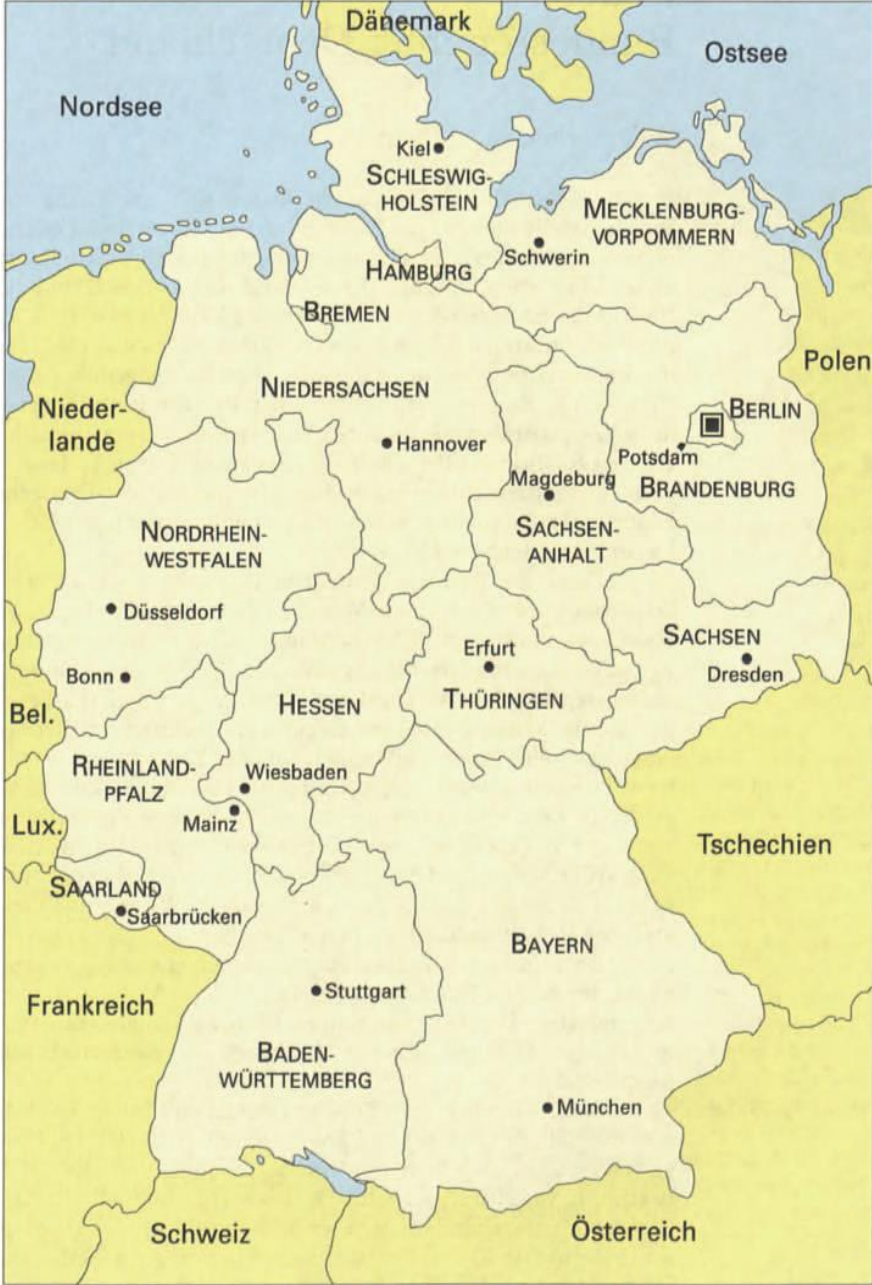 Dänemark
Ostsee
Nordsee
Kiel
SCHLESWIG-
HOLSTEIN
MECKLENBURG-
VORPOMMERN
Schwerin
HAMBURG
BREMEN
Polen
NIEDERSACHSEN
Nieder-
lande
BERLIN
Hannover
Potsdam
Magdeburg
BRANDENBURG
NORDRHEIN-
WESTFALEN
SACHSEN-
ANHALT
Düsseldorf
SACHSEN
Erfurt
Dresden
Bonn
THÜRINGEN
HESSEN
Bel.
RHEINLAND-
PFALZ
Wiesbaden
Mainz
Lux.
Tschechien
SAARLAND
Saarbrücken
BAYERN
Frankreich
Stuttgart
BADEN-
WÜRTTEMBERG
München
Schweiz
Österreich